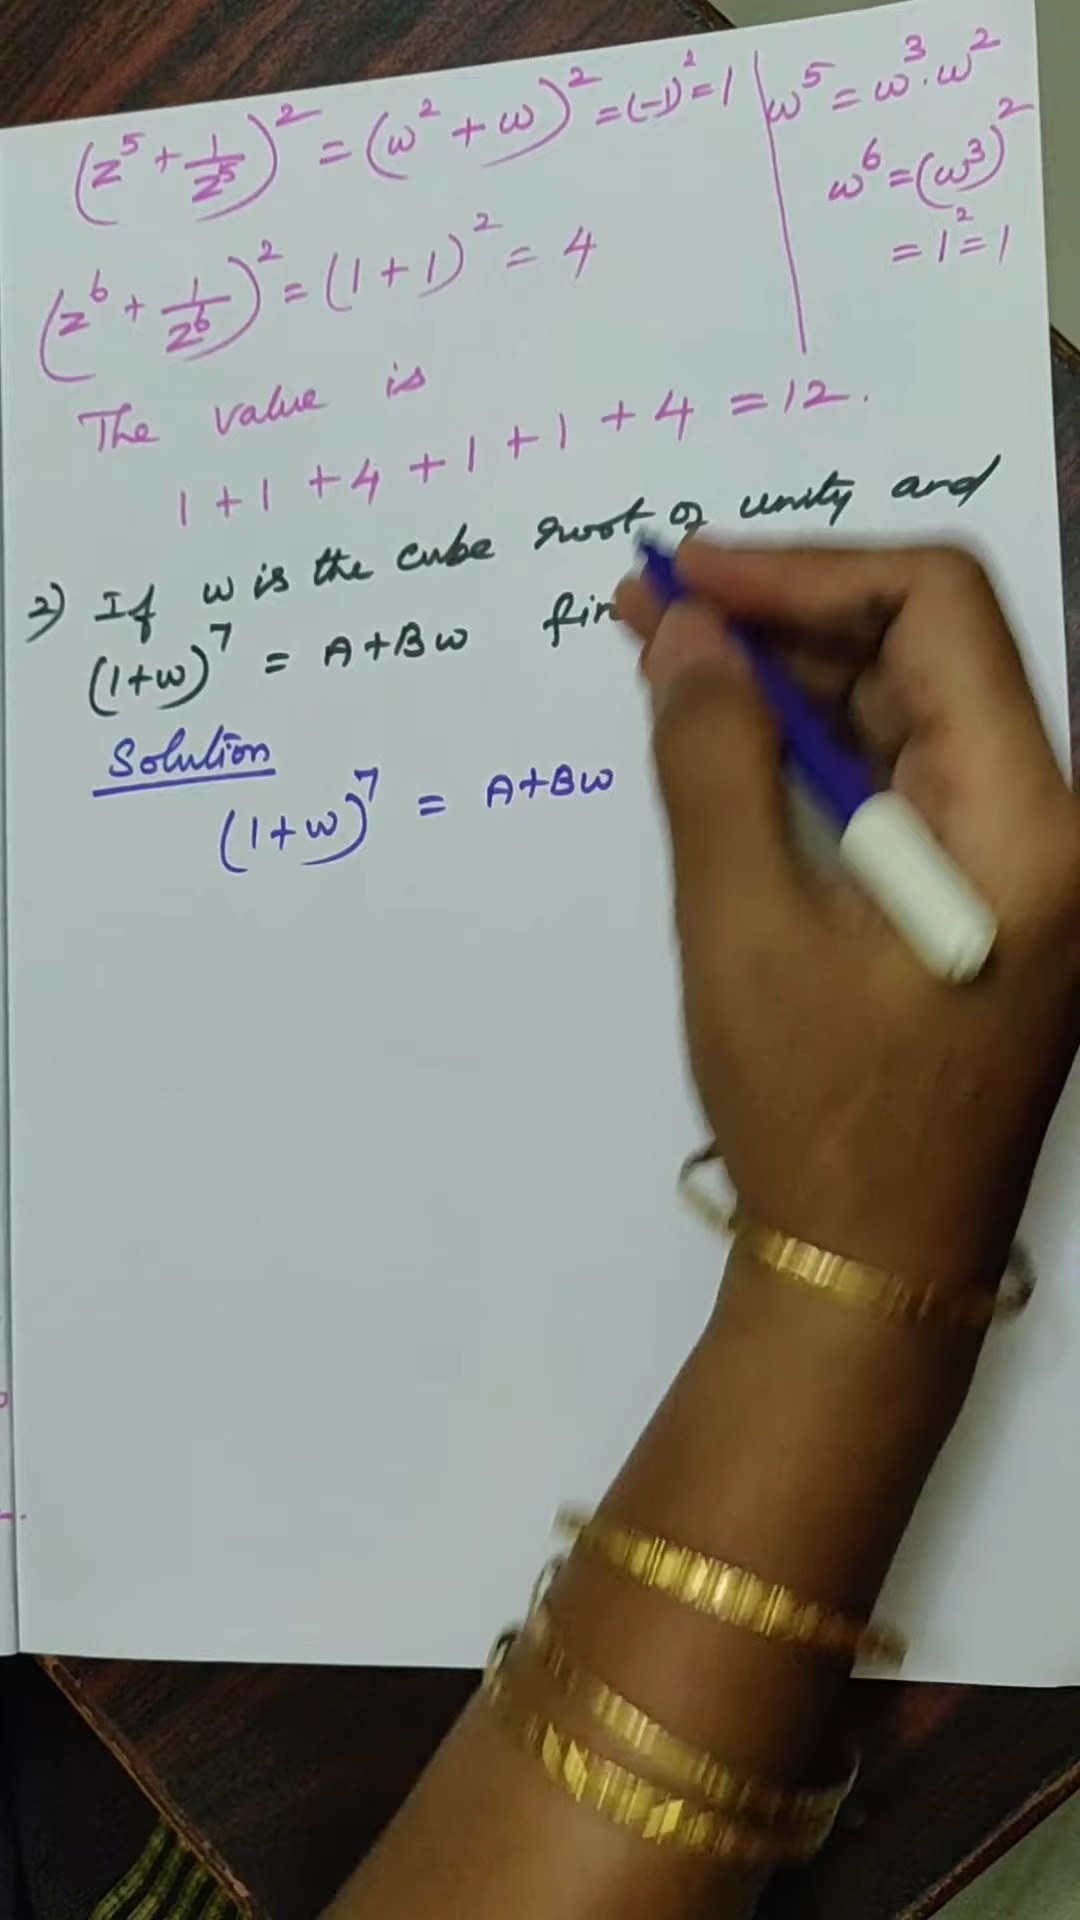 (z⁵ + 1/z⁵)² = (ω² + ω)² = (-1)² = 1
ω⁵ = ω³.ω²
ω⁶ = (ω³)²
= 1² = 1
(z⁶ + 1/z⁶)² = (1 + 1)² = 4
The value is
1 + 1 + 4 + 1 + 1 + 4 = 12.
2) If ω is the cube root of unity and
(1+ω)⁷ = A+Bω
Solution
(1+ω)⁷ = A+Bω